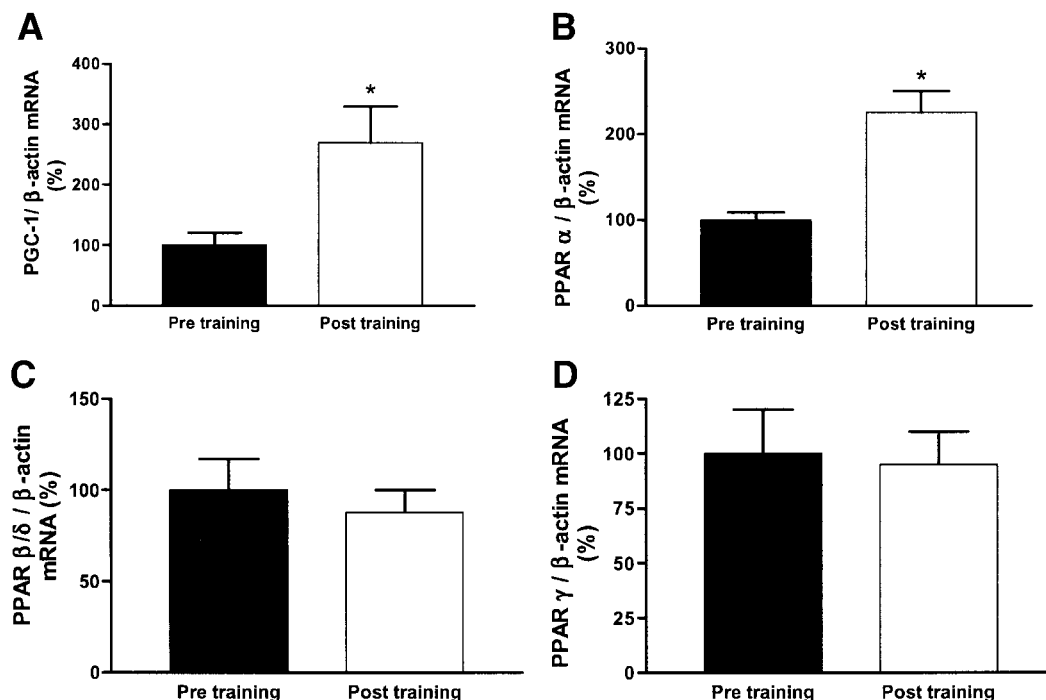 A
PGC-1/ β-actin mRNA
(%)
400
300
200
100
0
*
Pre training
Post training
B
PPAR α / β-actin mRNA
(%)
300
200
100
0
*
Pre training
Post training
C
PPAR β/δ / β-actin
mRNA (%)
150
100
50
0
Pre training
Post training
D
PPAR γ / β-actin mRNA
(%)
125
100
75
50
25
0
Pre training
Post training